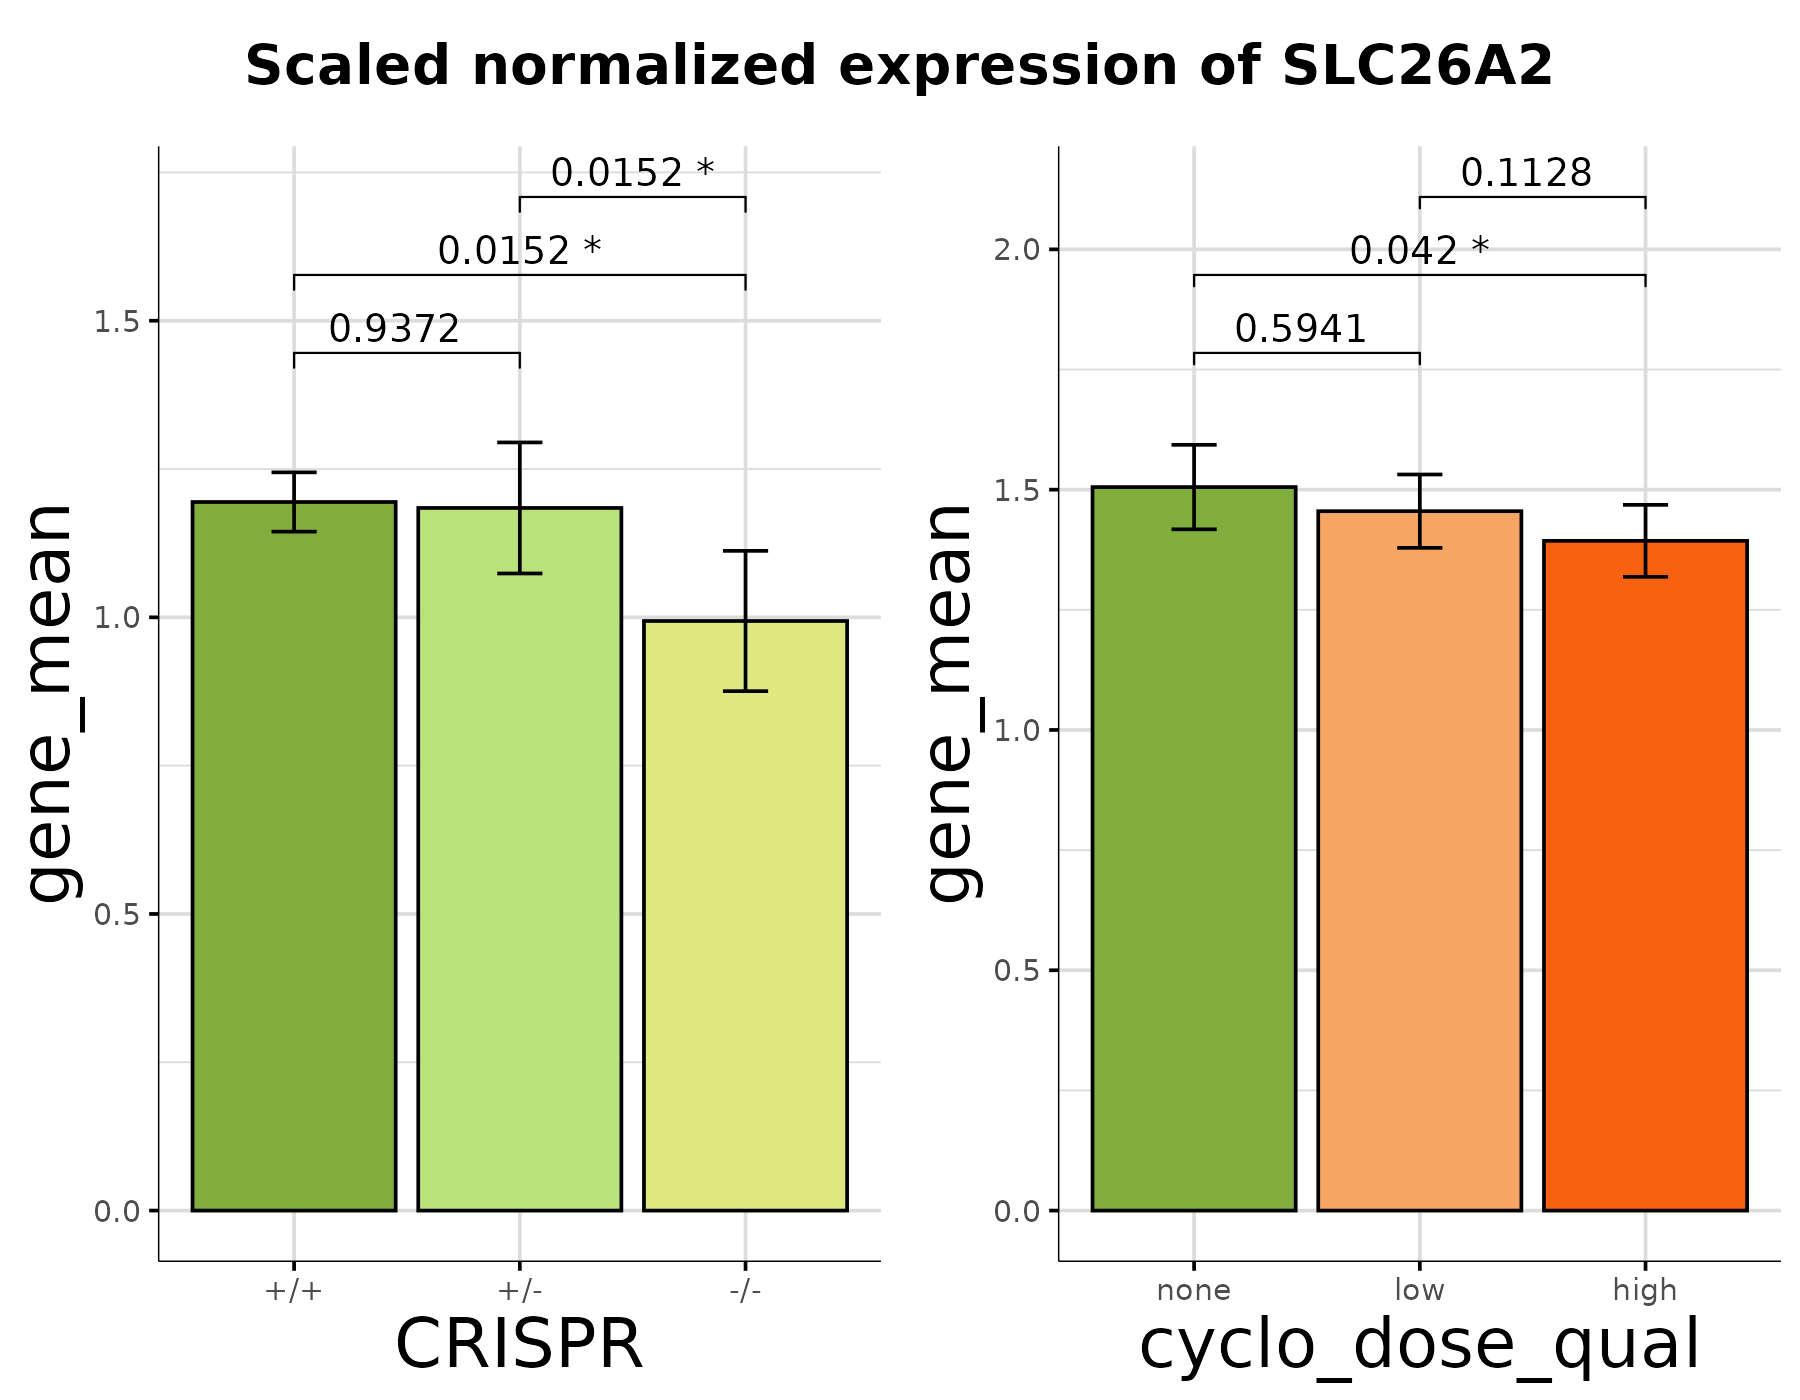 Scaled normalized expression of SLC26A2
gene_mean
1.5
1.0
0.5
0.0
0.0152 *
0.0152 *
0.9372
+/+
+/-
-/-
CRISPR
gene_mean
2.0
1.5
1.0
0.5
0.0
0.1128
0.042 *
0.5941
none
low
high
cyclo_dose_qual